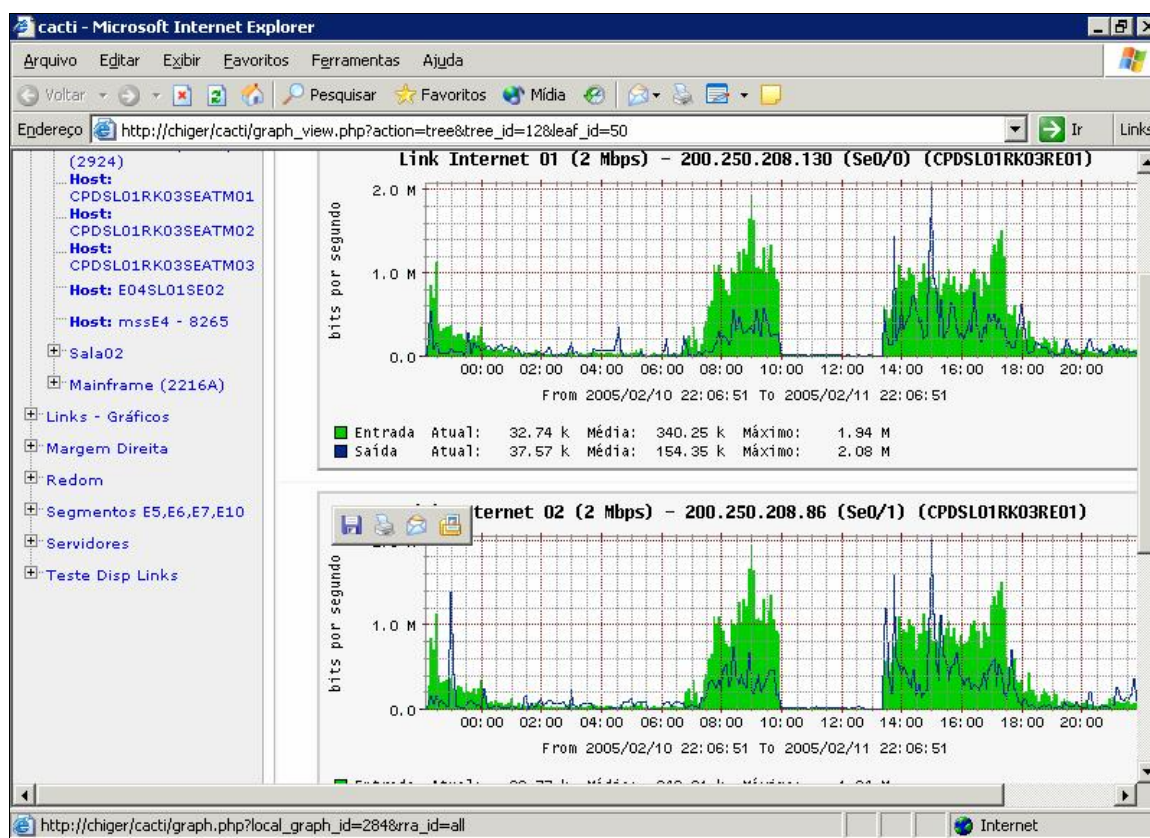 cacti - Microsoft Internet Explorer
Arquivo Editar Exibir Favoritos Ferramentas Ajuda
Voltar Pesquisar Favoritos Mídia
Endereço http://chiger/cacti/graph_view.php?action=tree&tree_id=12&leaf_id=50 Ir Links
(2924)
Host:
CPDSL01RK03SEATM01
Host:
CPDSL01RK03SEATM02
Host:
CPDSL01RK03SEATM03
Host: E04SL01SE02
Host: mssE4 - 8265
Sala02
Mainframe (2216A)
Links - Gráficos
Margem Direita
Redom
Segmentos E5,E6,E7,E10
Servidores
Teste Disp Links
Link Internet 01 (2 Mbps) - 200.250.208.130 (Se0/0) (CPDSL01RK03RE01)
bits por segundo
2.0 M
1.0 M
0.0
00:00 02:00 04:00 06:00 08:00 10:00 12:00 14:00 16:00 18:00 20:00
From 2005/02/10 22:06:51 To 2005/02/11 22:06:51
Entrada Atual: 32.74 k Média: 340.25 k Máximo: 1.94 M
Saída Atual: 37.57 k Média: 154.35 k Máximo: 2.08 M
ternet 02 (2 Mbps) - 200.250.208.86 (Se0/1) (CPDSL01RK03RE01)
bits por segundo
1.0 M
0.0
00:00 02:00 04:00 06:00 08:00 10:00 12:00 14:00 16:00 18:00 20:00
From 2005/02/10 22:06:51 To 2005/02/11 22:06:51
http://chiger/cacti/graph.php?local_graph_id=284&rra_id=all Internet